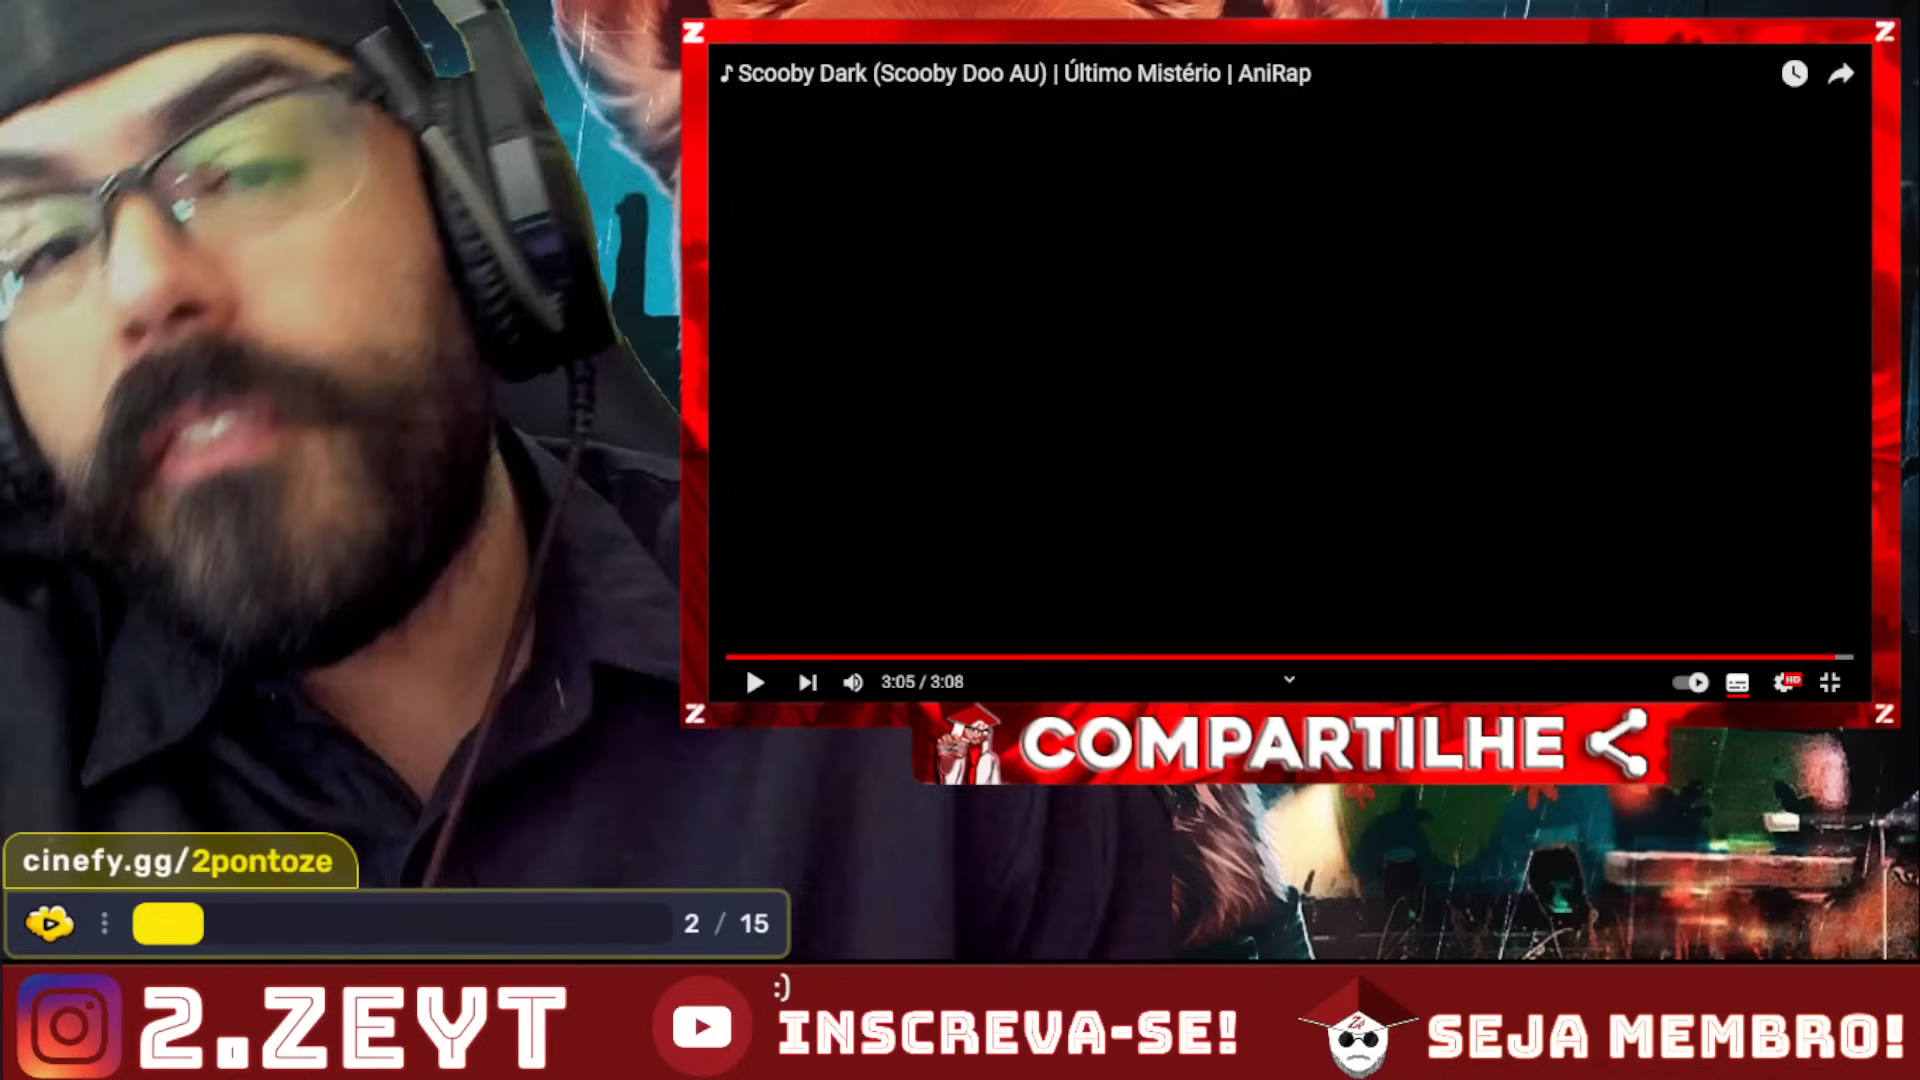 Z
Z
♪ Scooby Dark (Scooby Doo AU) | Último Mistério | AniRap
3:05 / 3:08
HD
Z
Z
COMPARTILHE
cinefy.gg/2pontoze
2 / 15
2.ZEYT
:)
INSCREVA-SE!
SEJA MEMBRO!